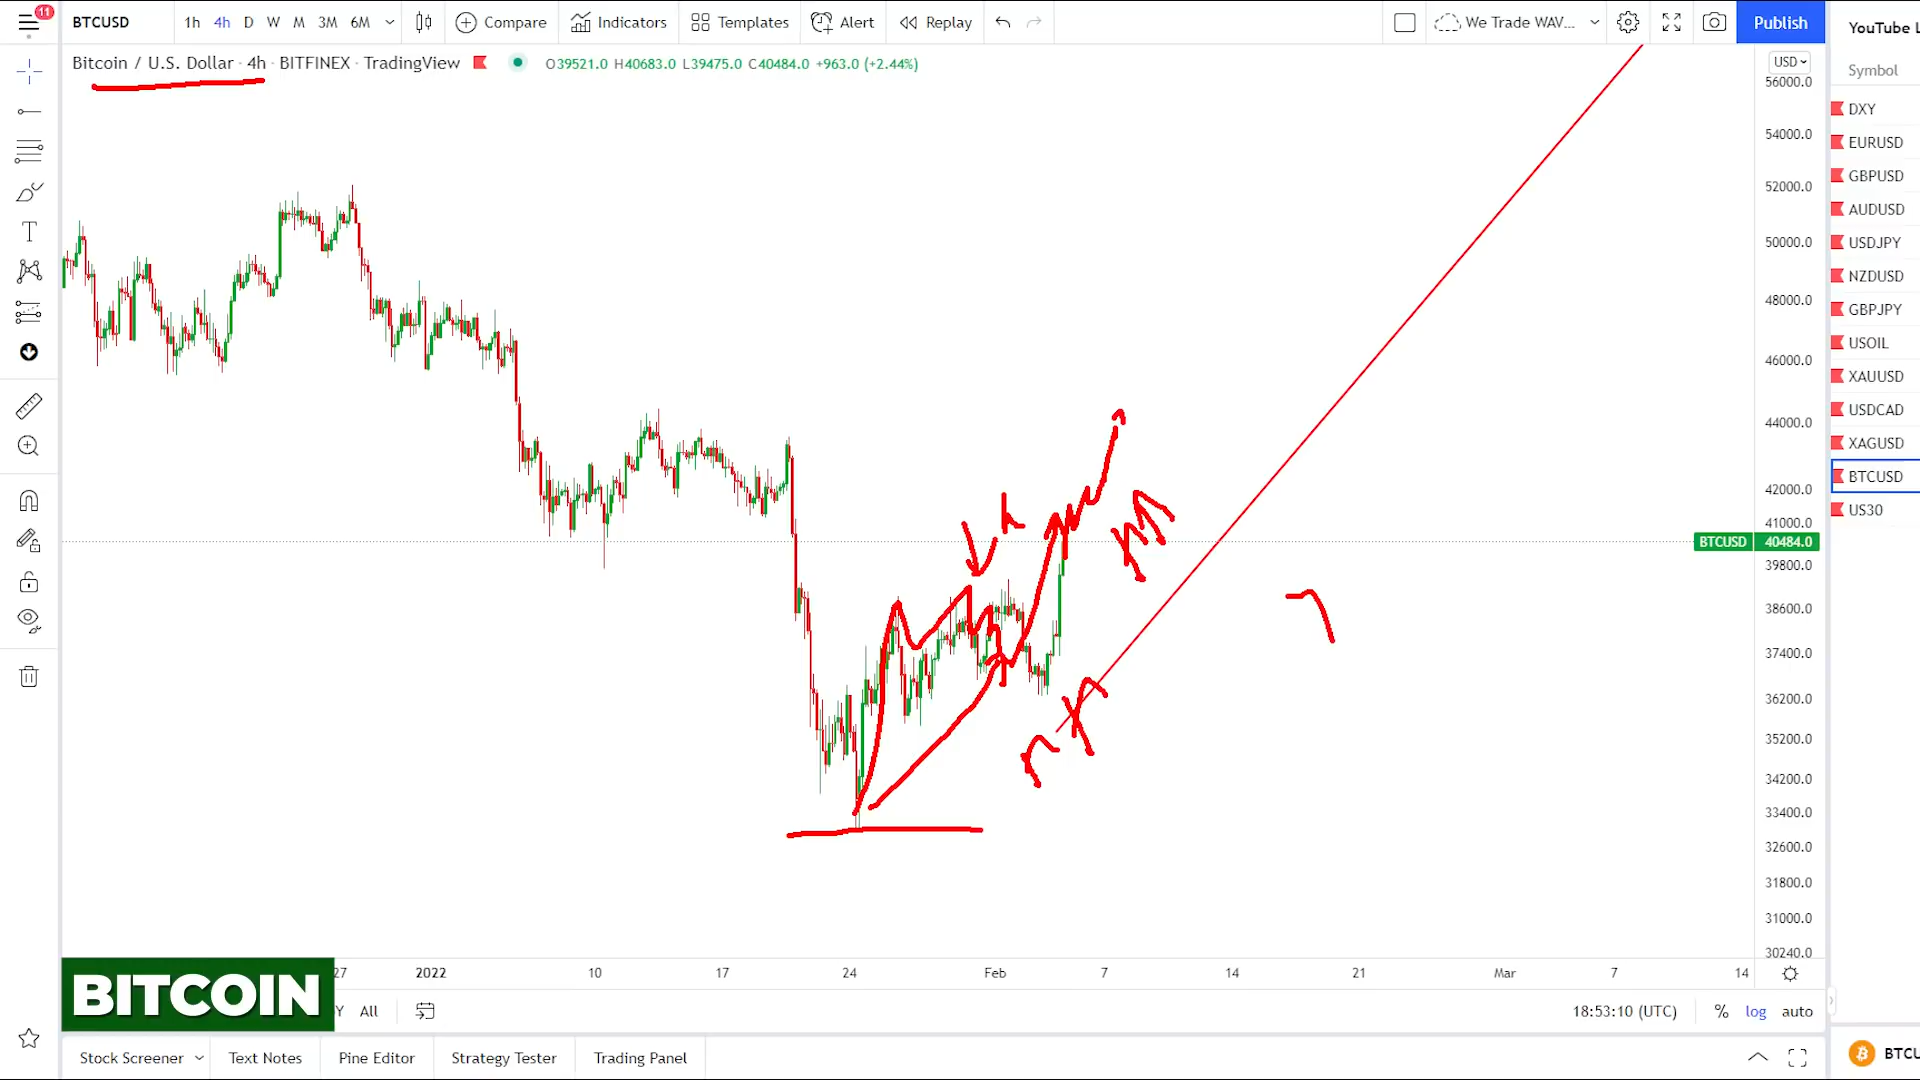 11
BTCUSD 1h 4h D W M 3M 6M Compare Indicators Templates Alert Replay We Trade WAV... Publish
YouTube L
Bitcoin / U.S. Dollar · 4h · BITFINEX · TradingView O39521.0 H40683.0 L39475.0 C40484.0 +963.0 (+2.44%)
USD
Symbol
56000.0
54000.0
52000.0
50000.0
48000.0
46000.0
44000.0
42000.0
41000.0
BTCUSD 40484.0
39800.0
38600.0
37400.0
36200.0
35200.0
34200.0
33400.0
32600.0
31800.0
31000.0
30240.0
DXY
EURUSD
GBPUSD
AUDUSD
USDJPY
NZDUSD
GBPJPY
USOIL
XAUUSD
USDCAD
XAGUSD
BTCUSD
US30
27 2022 10 17 24 Feb 7 14 21 Mar 7 14
BITCOIN
Y All
18:53:10 (UTC) % log auto
Stock Screener Text Notes Pine Editor Strategy Tester Trading Panel
BTCU